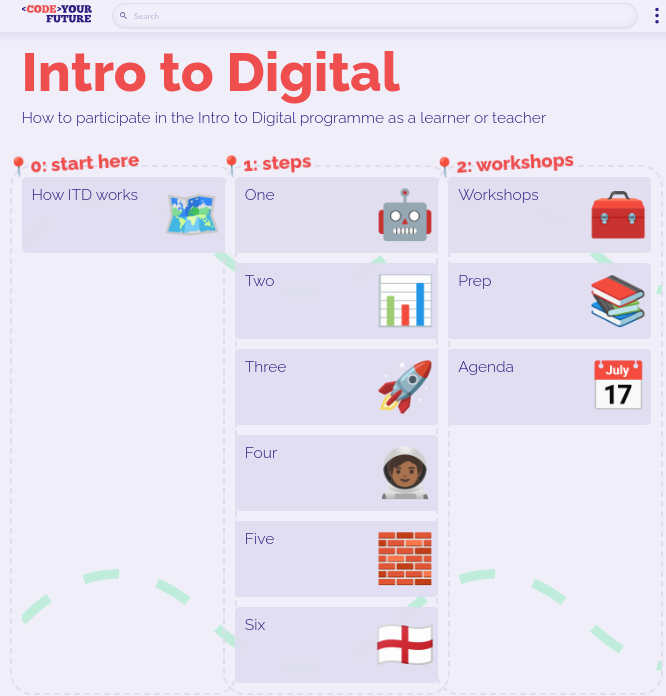 <CODE>YOUR
FUTURE
Search
Intro to Digital
How to participate in the Intro to Digital programme as a learner or teacher
0: start here
How ITD works
1: steps
One
Two
Three
Four
Five
Six
2: workshops
Workshops
Prep
Agenda
July
17